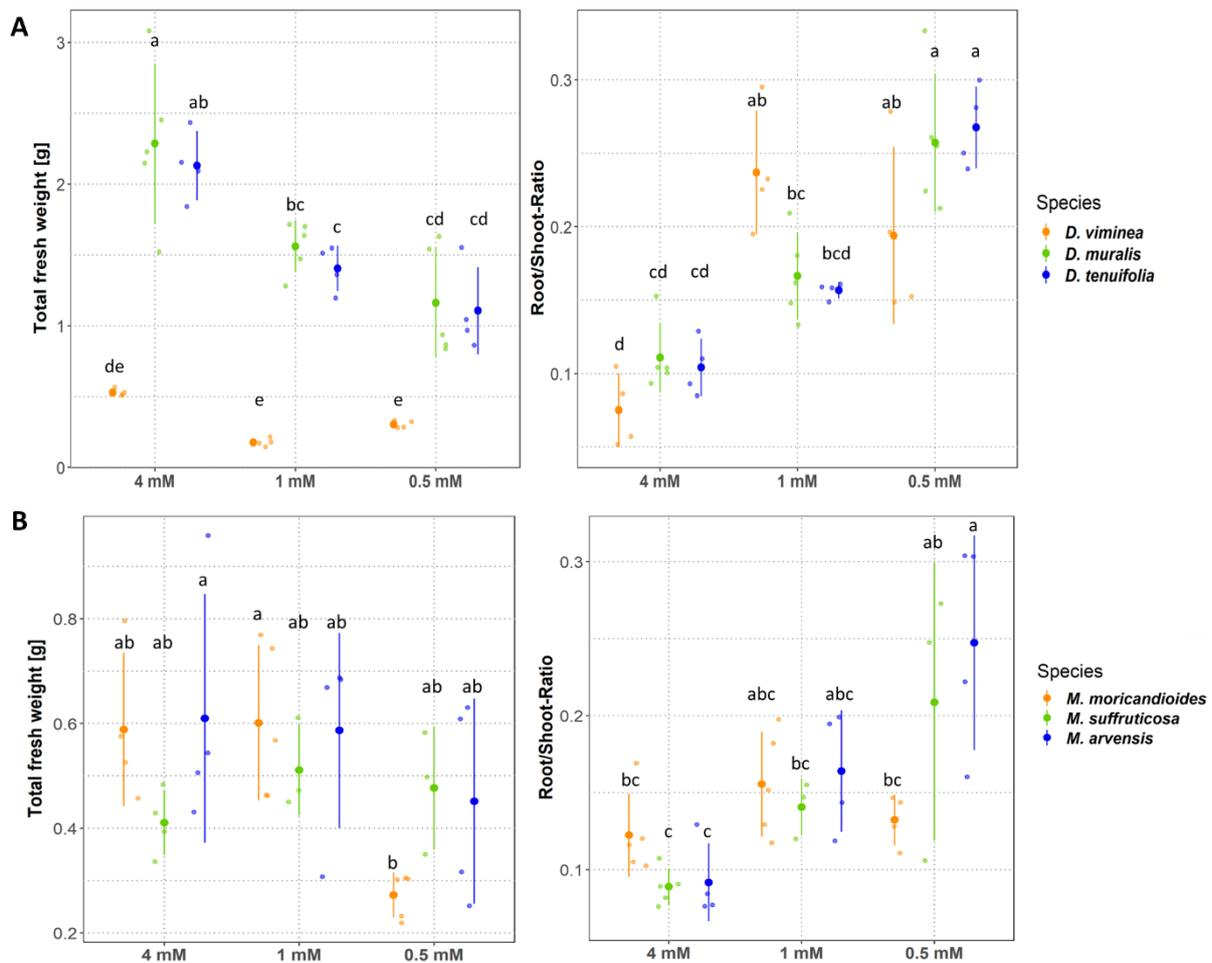 A
Total fresh weight [g]
3
2
1
0
a
ab
bc
c
cd
cd
de
e
e
4 mM
1 mM
0.5 mM
Root/Shoot-Ratio
0.3
0.2
0.1
a
a
ab
ab
bc
bcd
cd
cd
d
4 mM
1 mM
0.5 mM
Species
D. viminea
D. muralis
D. tenuifolia
B
Total fresh weight [g]
0.8
0.6
0.4
0.2
a
a
ab
ab
ab
ab
ab
ab
b
4 mM
1 mM
0.5 mM
Root/Shoot-Ratio
0.3
0.2
0.1
a
ab
abc
abc
bc
bc
bc
c
c
4 mM
1 mM
0.5 mM
Species
M. moricandioides
M. suffruticosa
M. arvensis